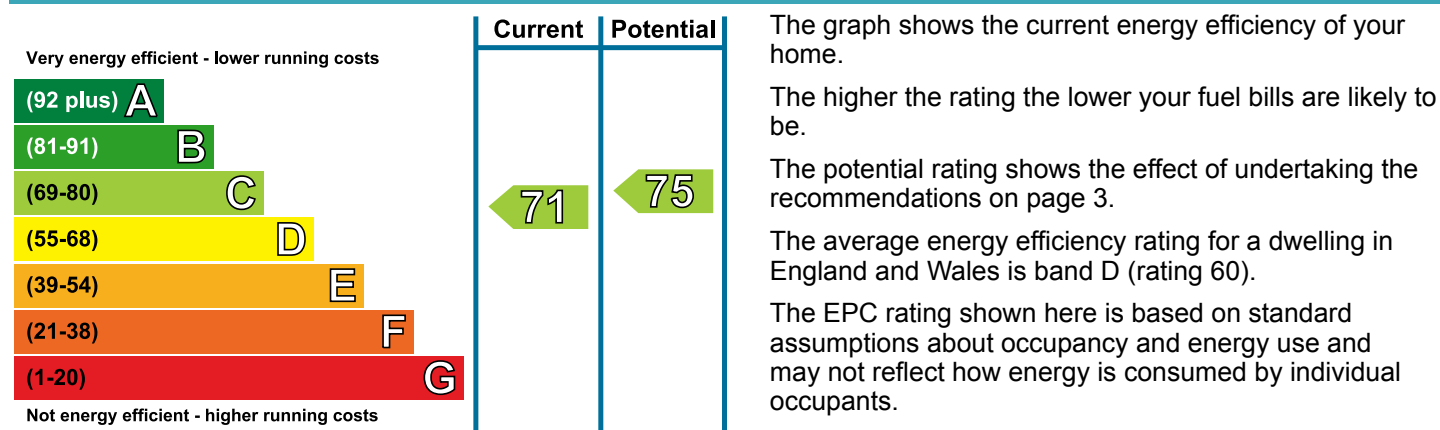 Current Potential
Very energy efficient - lower running costs
(92 plus) A
(81-91) B
(69-80) C
(55-68) D
(39-54) E
(21-38) F
(1-20) G
Not energy efficient - higher running costs
71 75
The graph shows the current energy efficiency of your
home.
The higher the rating the lower your fuel bills are likely to
be.
The potential rating shows the effect of undertaking the
recommendations on page 3.
The average energy efficiency rating for a dwelling in
England and Wales is band D (rating 60).
The EPC rating shown here is based on standard
assumptions about occupancy and energy use and
may not reflect how energy is consumed by individual
occupants.